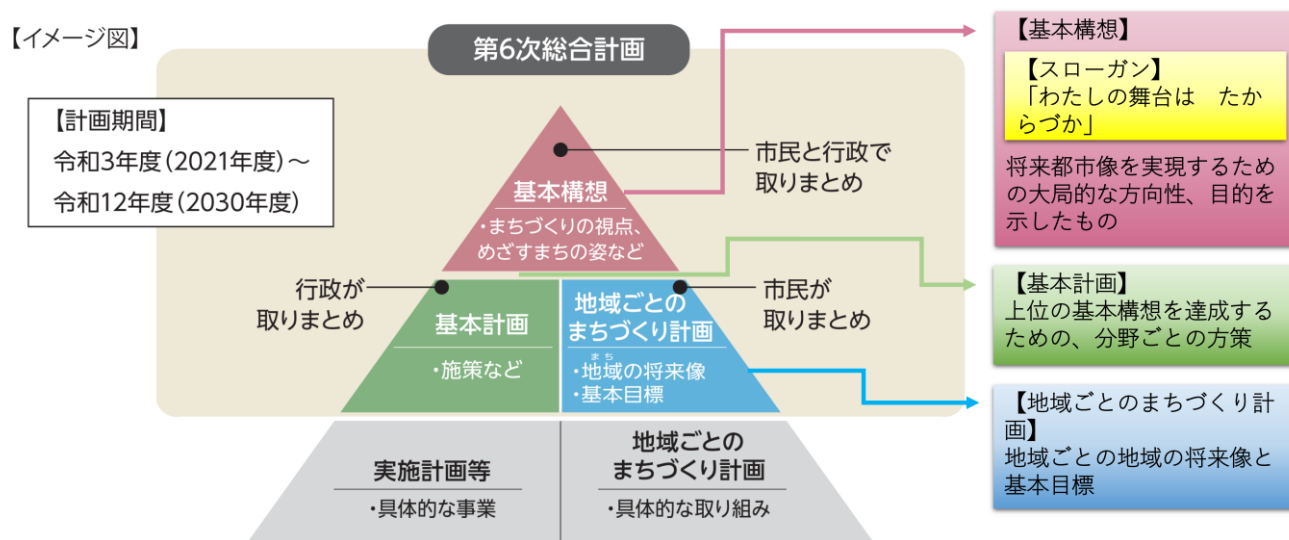 【イメージ図】
第6次総合計画
【計画期間】
令和3年度(2021年度)～
令和12年度(2030年度)
基本構想
・まちづくりの視点、
めざすまちの姿など
市民と行政で
取りまとめ
行政が
取りまとめ
基本計画
・施策など
地域ごとの
まちづくり計画
まち
・地域の将来像
・基本目標
市民が
取りまとめ
実施計画等
・具体的な事業
地域ごとの
まちづくり計画
・具体的な取り組み
【基本構想】
【スローガン】
「わたしの舞台は　たか
らづか」
将来都市像を実現するため
の大局的な方向性、目的を
示したもの
【基本計画】
上位の基本構想を達成する
ための、分野ごとの方策
【地域ごとのまちづくり計
画】
地域ごとの地域の将来像と
基本目標